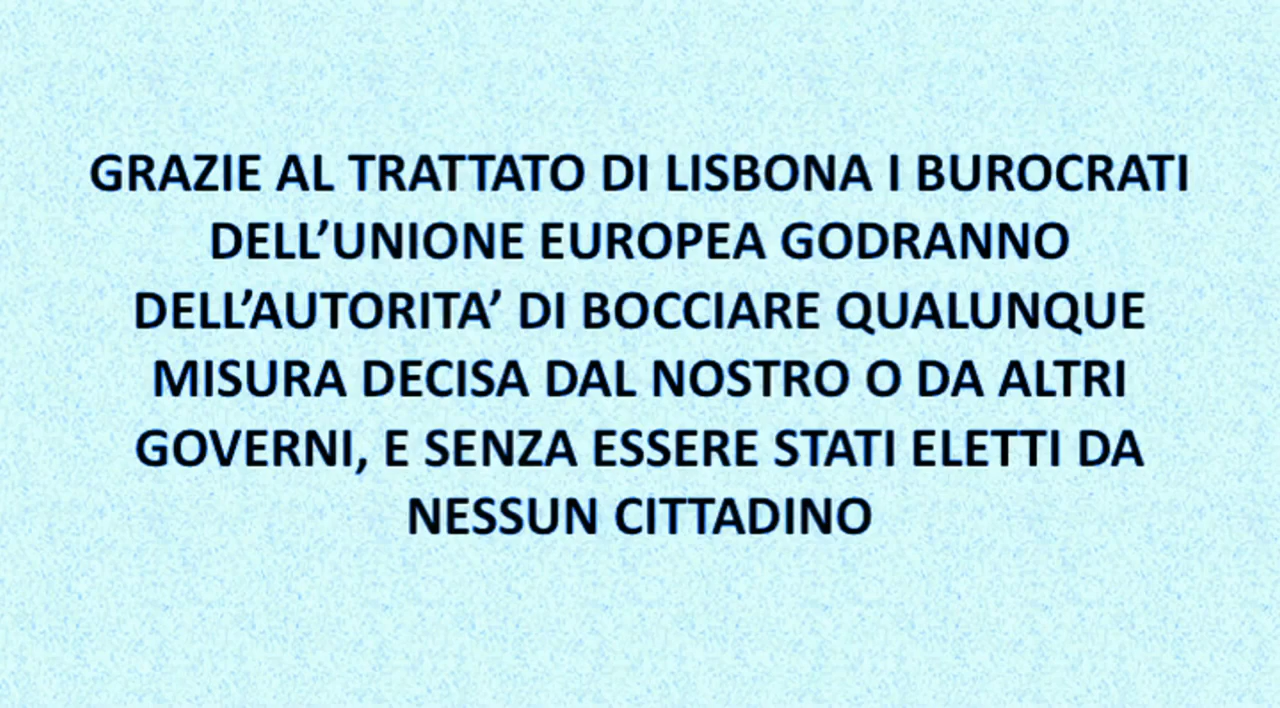 GRAZIE AL TRATTATO DI LISBONA I BUROCRATI
DELL’UNIONE EUROPEA GODRANNO
DELL’AUTORITA’ DI BOCCIARE QUALUNQUE
MISURA DECISA DAL NOSTRO O DA ALTRI
GOVERNI, E SENZA ESSERE STATI ELETTI DA
NESSUN CITTADINO